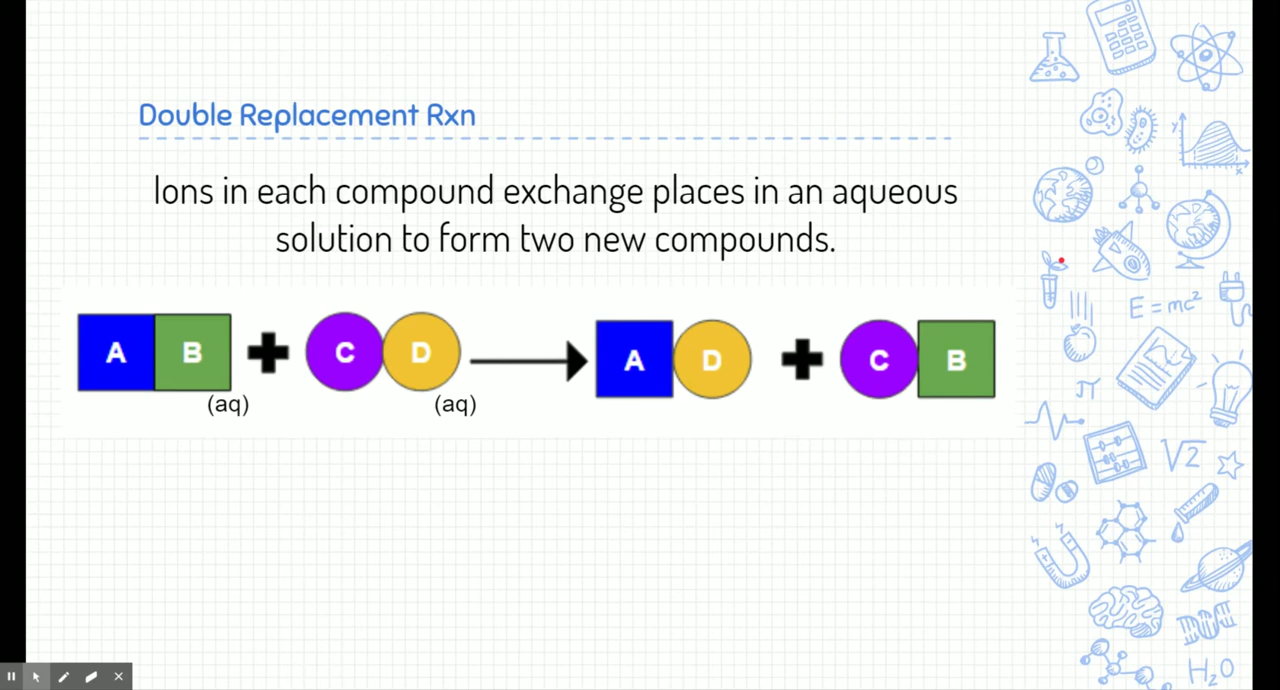 Double Replacement Rxn
Ions in each compound exchange places in an aqueous
solution to form two new compounds.
A B + C D → A D + C B
(aq) (aq)
y
x
E = mc²
π
√2
H₂O